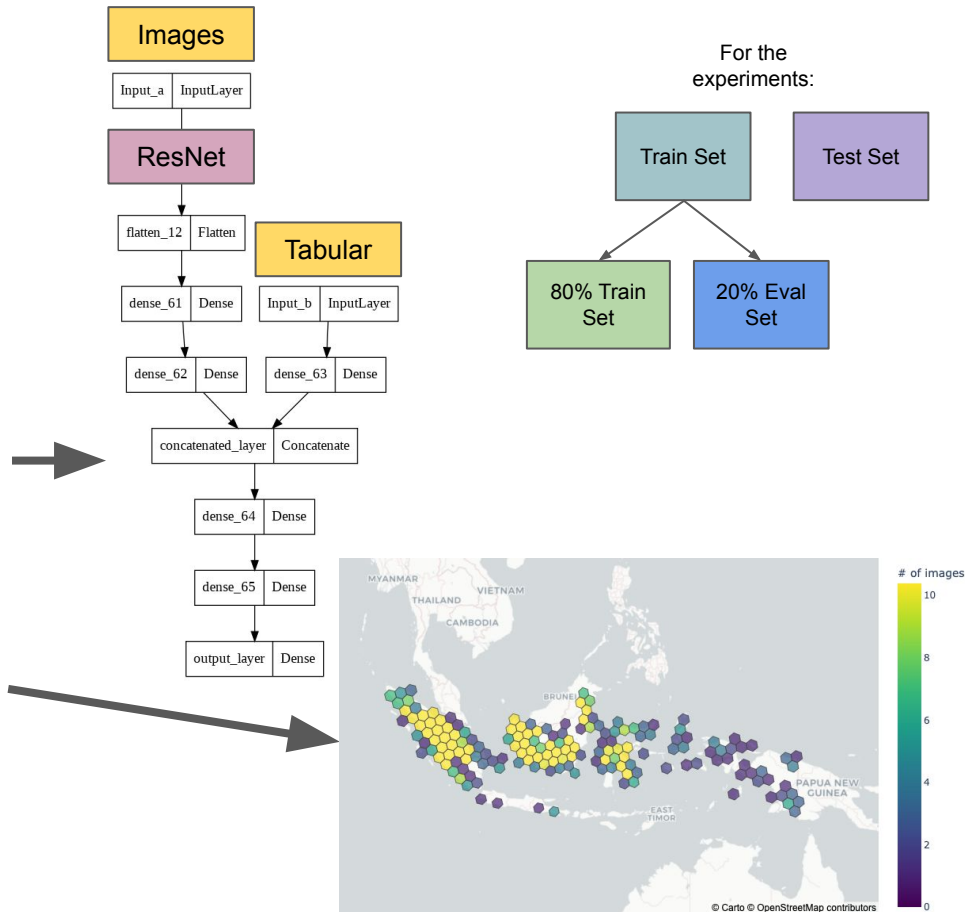 Images
Input_a InputLayer
ResNet
flatten_12 Flatten
Tabular
dense_61 Dense
Input_b InputLayer
dense_62 Dense
dense_63 Dense
concatenated_layer Concatenate
dense_64 Dense
dense_65 Dense
output_layer Dense
For the
experiments:
Train Set
Test Set
80% Train
Set
20% Eval
Set
MYANMAR
THAILAND
VIETNAM
CAMBODIA
BRUNEI
PAPUA NEW
GUINEA
EAST
TIMOR
© Carto © OpenStreetMap contributors
# of images
10
8
6
4
2
0